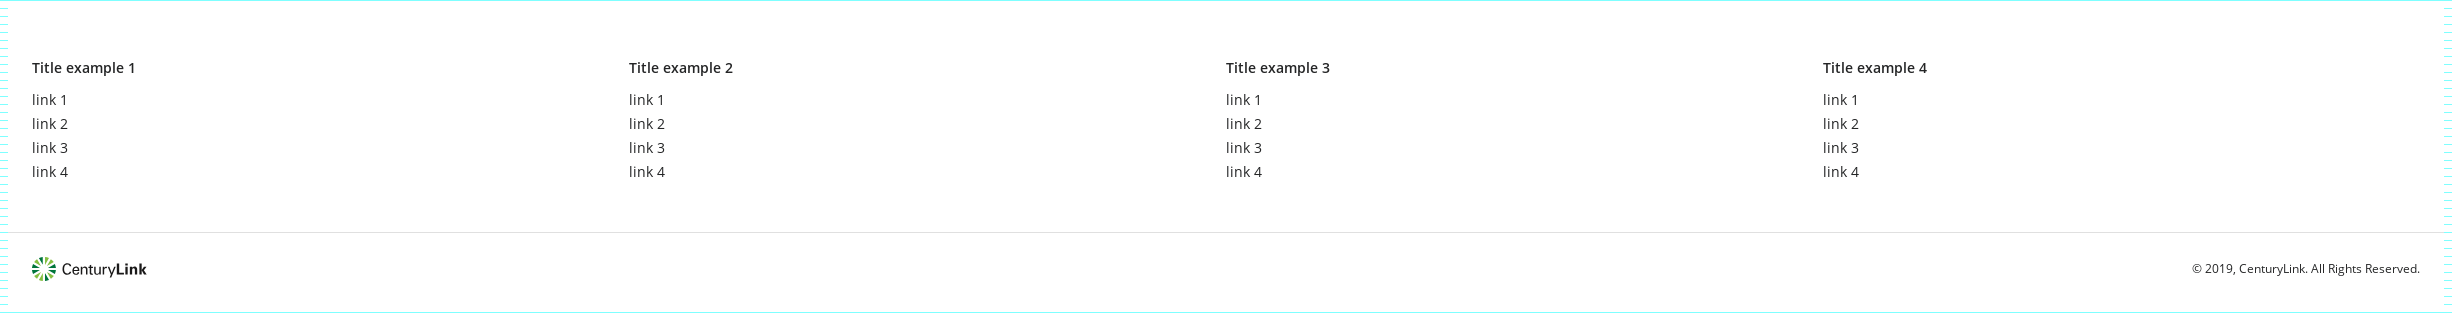 Title example 1
link 1
link 2
link 3
link 4
Title example 2
link 1
link 2
link 3
link 4
Title example 3
link 1
link 2
link 3
link 4
Title example 4
link 1
link 2
link 3
link 4
CenturyLink
© 2019, CenturyLink. All Rights Reserved.